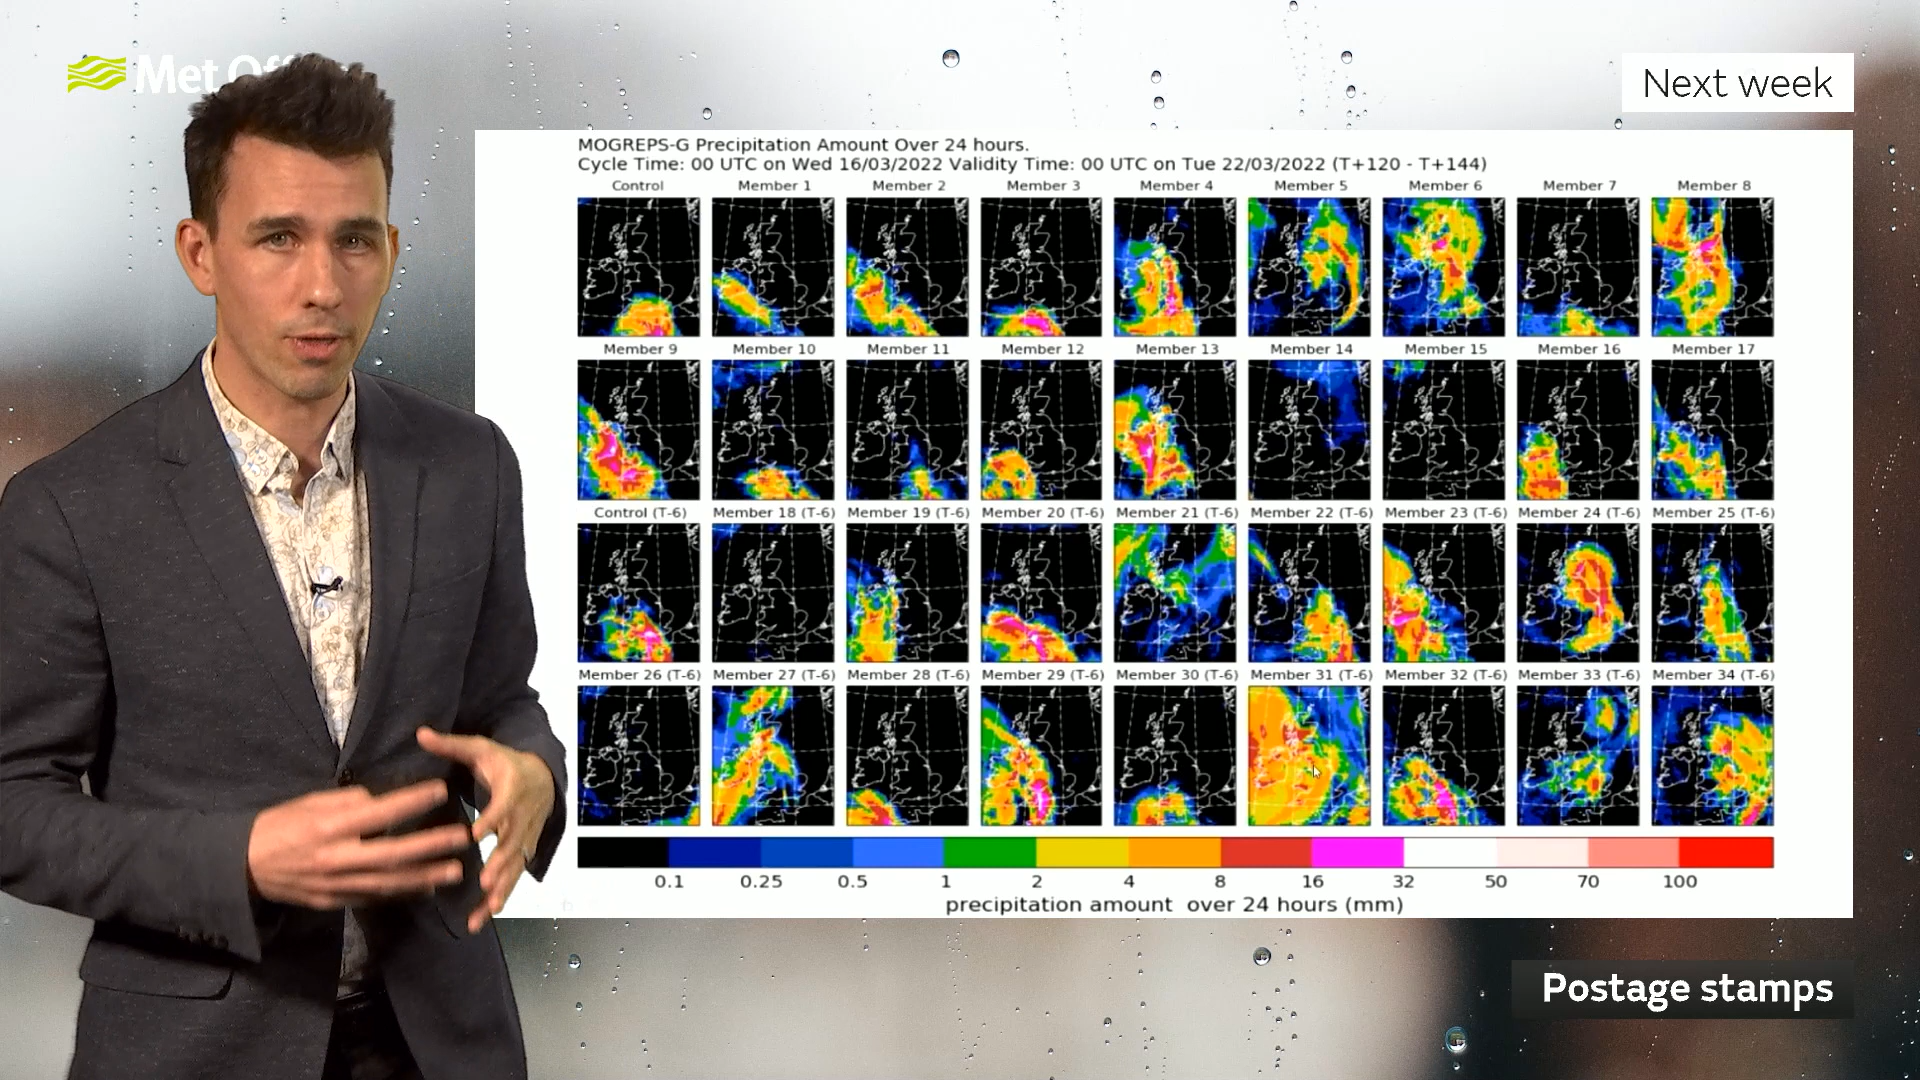 Met Of
Next week
MOGREPS-G Precipitation Amount Over 24 hours.
Cycle Time: 00 UTC on Wed 16/03/2022 Validity Time: 00 UTC on Tue 22/03/2022 (T+120 - T+144)
Control Member 1 Member 2 Member 3 Member 4 Member 5 Member 6 Member 7 Member 8
Member 9 Member 10 Member 11 Member 12 Member 13 Member 14 Member 15 Member 16 Member 17
Control (T-6) Member 18 (T-6) Member 19 (T-6) Member 20 (T-6) Member 21 (T-6) Member 22 (T-6) Member 23 (T-6) Member 24 (T-6) Member 25 (T-6)
Member 26 (T-6) Member 27 (T-6) Member 28 (T-6) Member 29 (T-6) Member 30 (T-6) Member 31 (T-6) Member 32 (T-6) Member 33 (T-6) Member 34 (T-6)
0.1 0.25 0.5 1 2 4 8 16 32 50 70 100
precipitation amount over 24 hours (mm)
Postage stamps